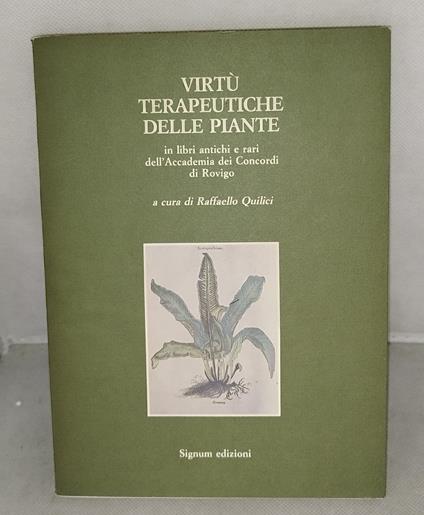 VIRTÙ
TERAPEUTICHE
DELLE PIANTE
in libri antichi e rari
dell'Accademia dei Concordi
di Rovigo
a cura di Raffaello Quilici
Signum edizioni